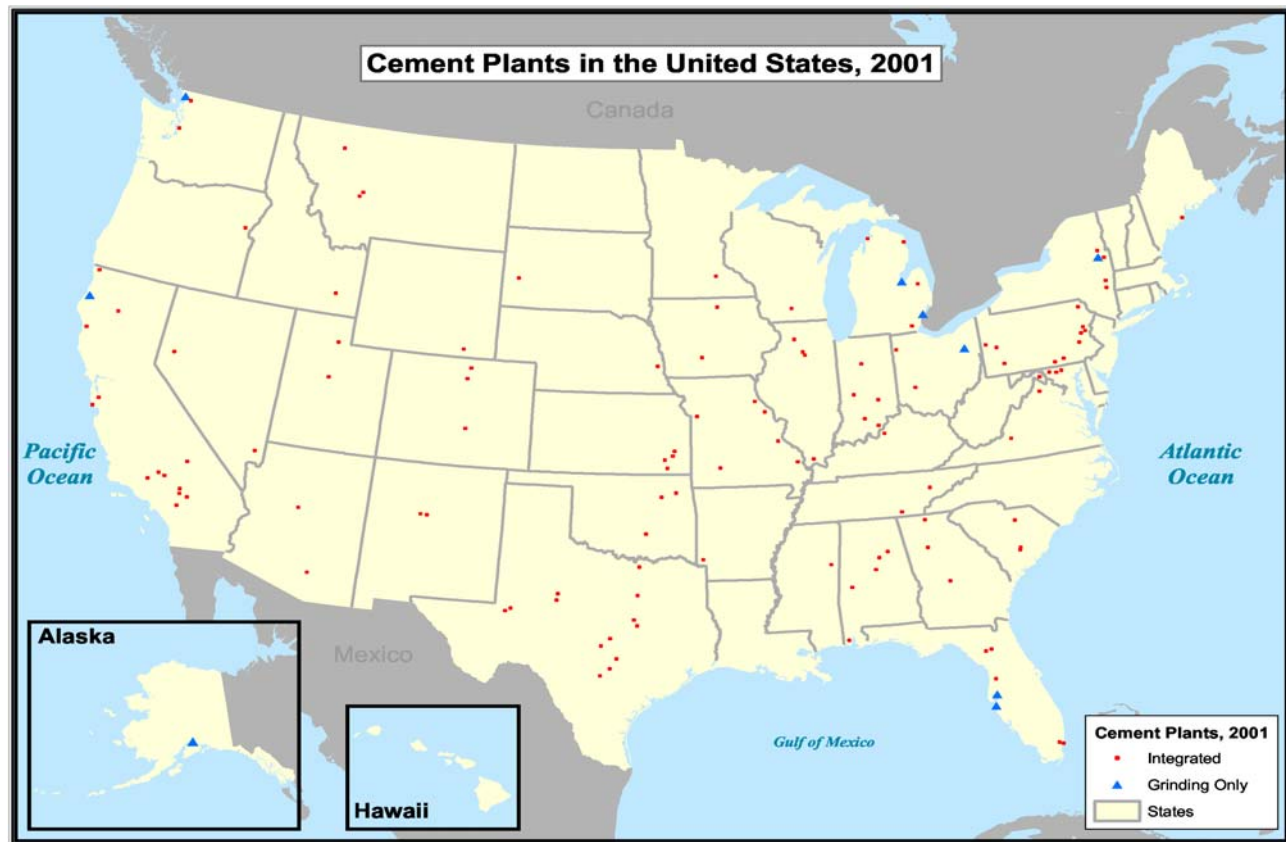 Cement Plants in the United States, 2001
Canada
Pacific
Ocean
Atlantic
Ocean
Alaska
Mexico
Hawaii
Gulf of Mexico
Cement Plants, 2001
Integrated
Grinding Only
States